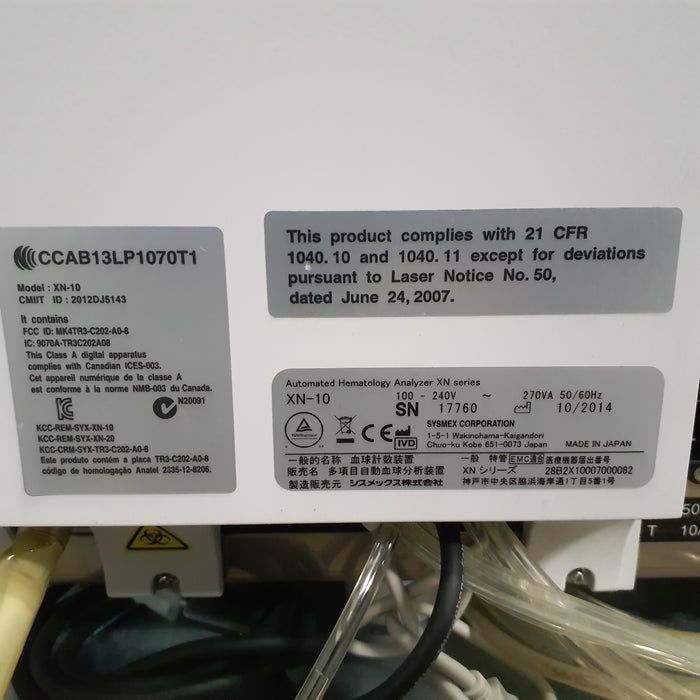 CCAB13LP1070T1
Model : XN-10
CMIIT ID : 2012DJ5143
It contains
FCC ID: MK4TR3-C202-A0-8
IC: 9070A-TR3C202A08
This Class A digital apparatus
complies with Canadian ICES-003.
Cet appareil numérique de la classe A
est conforme à la norme NMB-003 du Canada.
N20091
KCC-REM-SYX-XN-10
KCC-REM-SYX-XN-20
KCC-CRM-SYX-TR3-C202-A0-8
Este produto contém a placa TR3-C202-A0-8
código de homologação Anatel 2335-12-8206.
This product complies with 21 CFR
1040.10 and 1040.11 except for deviations
pursuant to Laser Notice No. 50,
dated June 24, 2007.
Automated Hematology Analyzer XN series
XN-10 100 - 240V ~ 270VA 50/60Hz
SN 17760 10/2014
CE IVD
SYSMEX CORPORATION
1-5-1 Wakinohama-Kaigandori
Chuo-ku Kobe 651-0073 Japan MADE IN JAPAN
一般的名称 血球計数装置 一般 特管 EMC適合 医療機器届出番号
販売名 多項目自動血球分析装置 XN シリーズ 28B2X10007000082
製造販売元 シスメックス株式会社 神戸市中央区脇浜海岸通1丁目5番1号
50
T 10/